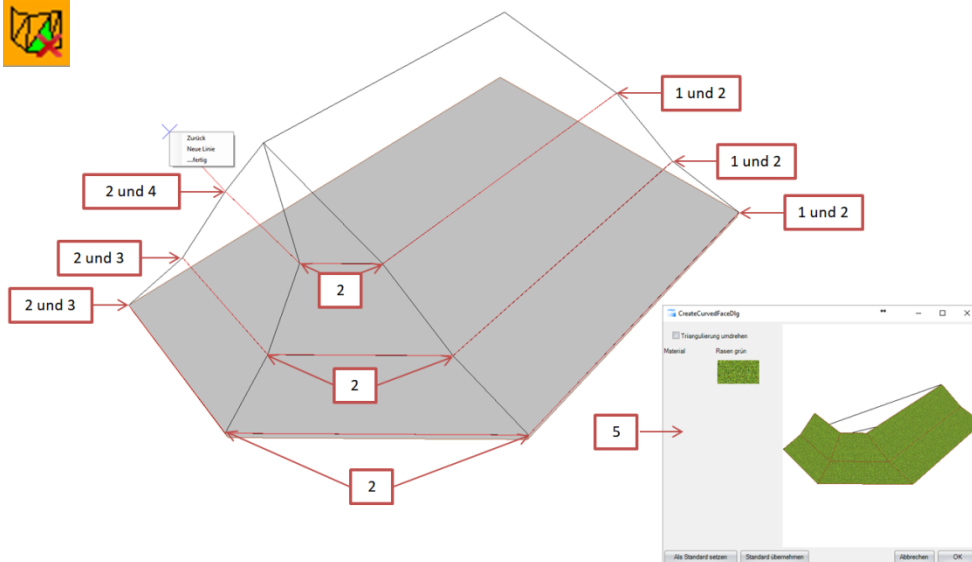 1 und 2
Zurück
Neue Linie
...fertig
1 und 2
2 und 4
1 und 2
2 und 3
2
2 und 3
CreateCurvedFaceDlg
Triangulierung umdrehen
Material Rasen grün
2
5
2
Als Standard setzen Standard übernehmen Abbrechen OK